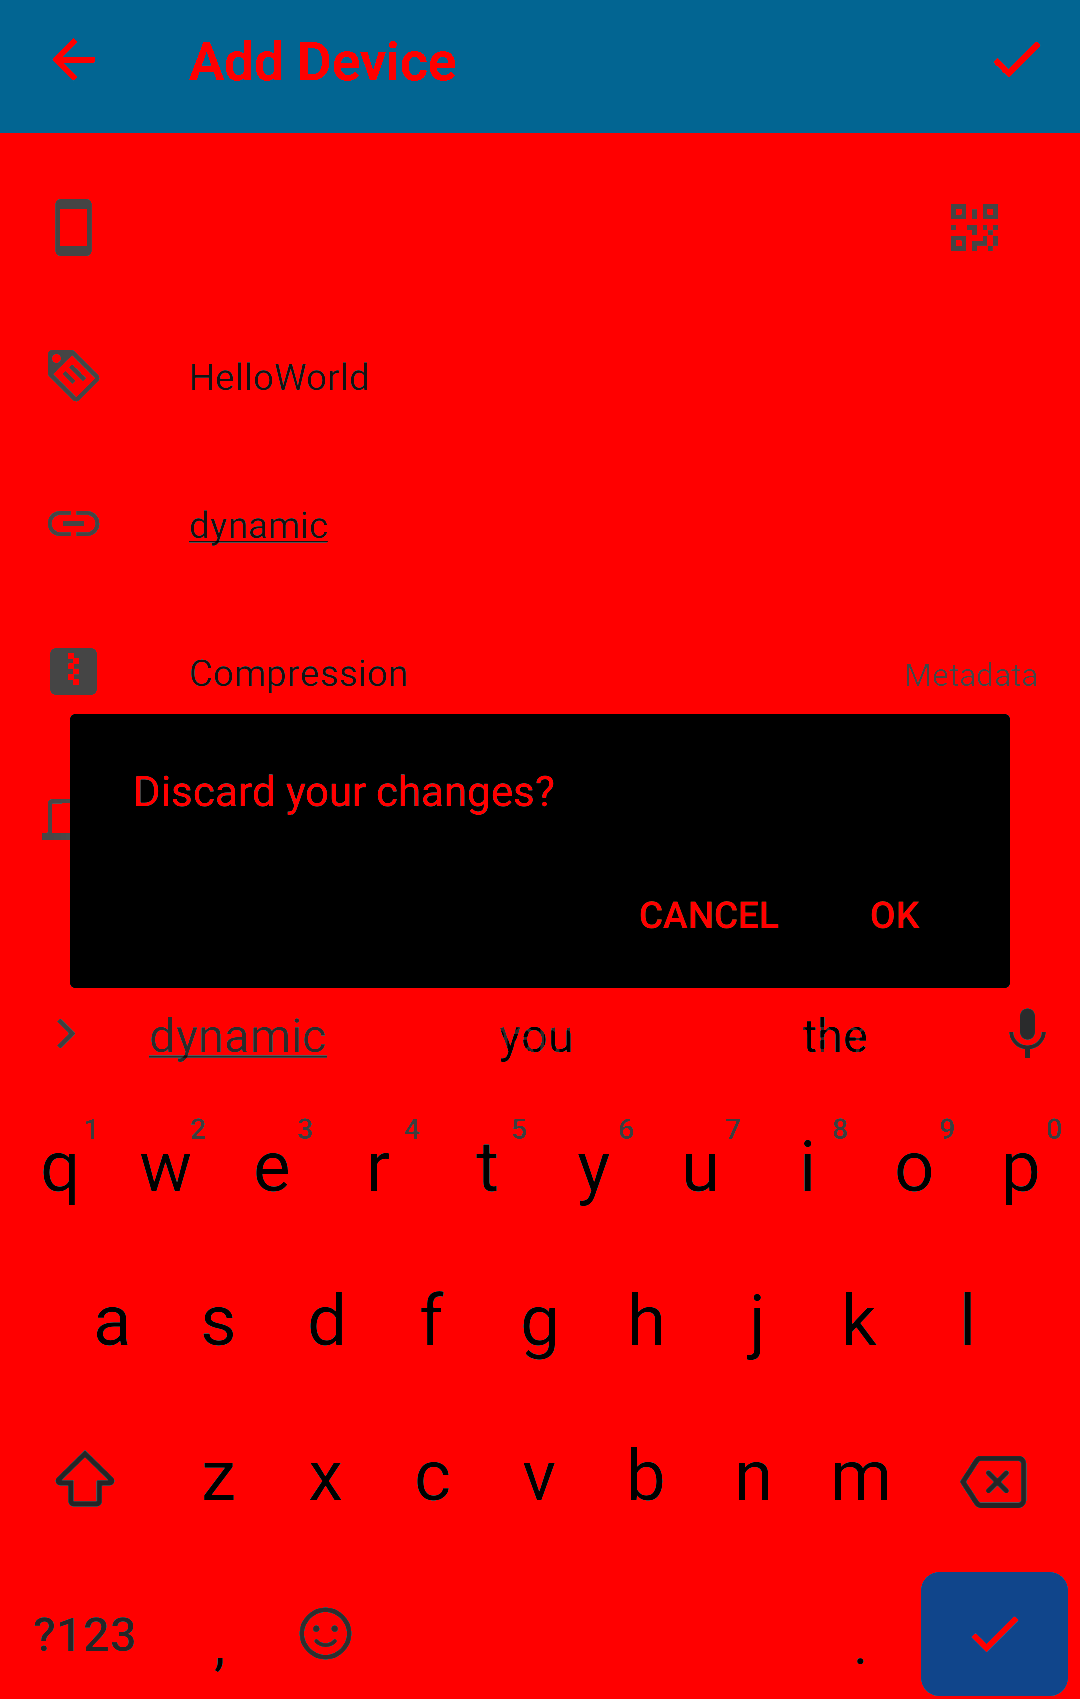 Add Device
HelloWorld
dynamic
Compression Metadata
Discard your changes?
CANCEL OK
dynamic you the
1 2 3 4 5 6 7 8 9 0
q w e r t y u i o p
a s d f g h j k l
z x c v b n m
?123 , .